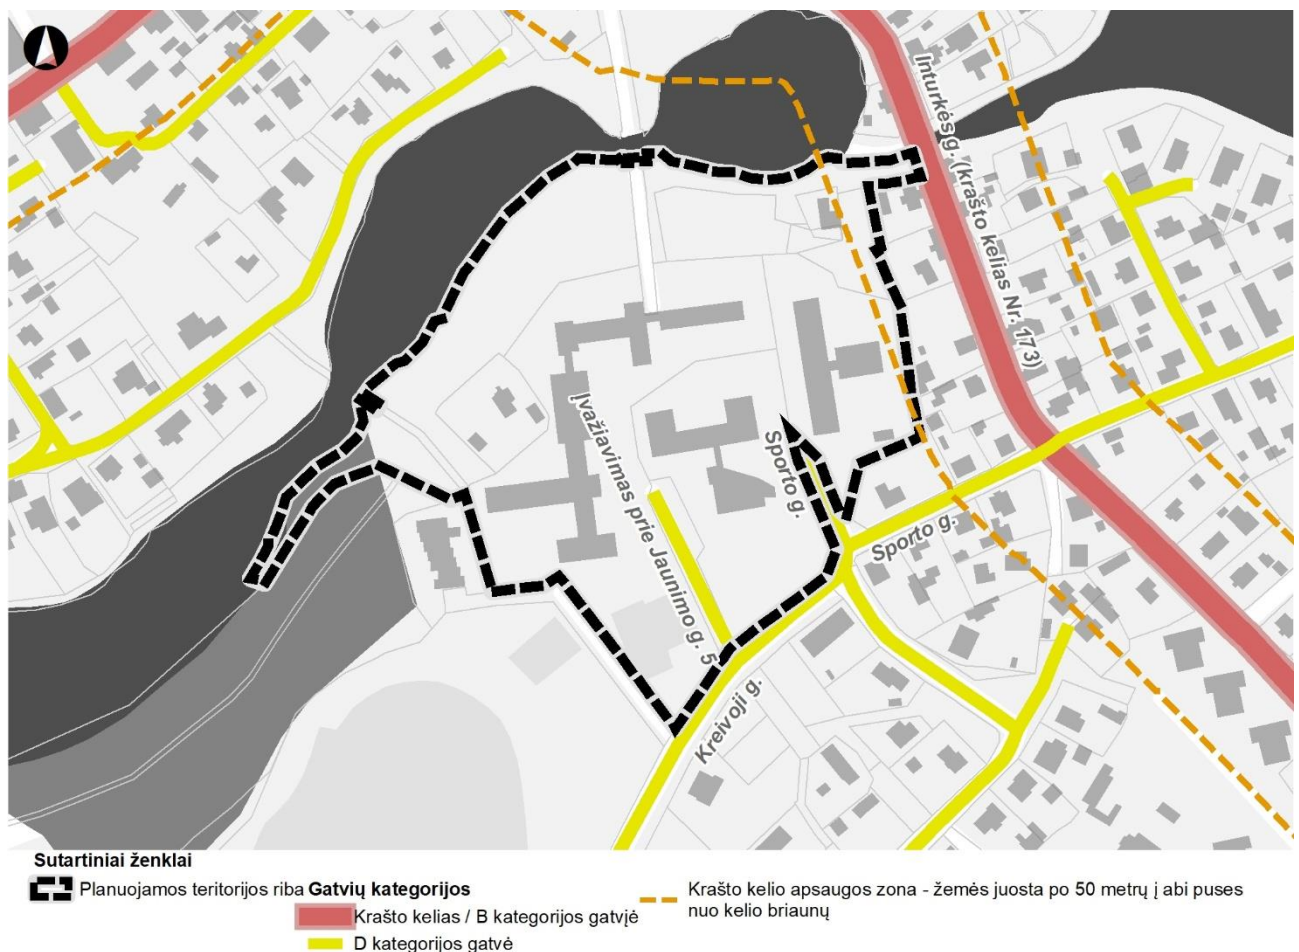 Inturkės g. (krašto kelias Nr. 173)
Įvažiavimas prie Jaunimo g. 5
Sporto g.
Sporto g.
Kreivoji g.
Sutartiniai ženklai
Planuojamos teritorijos riba
Gatvių kategorijos
Krašto kelias / B kategorijos gatvįė
D kategorijos gatvė
Krašto kelio apsaugos zona - žemės juosta po 50 metrų į abi puses
nuo kelio briaunų